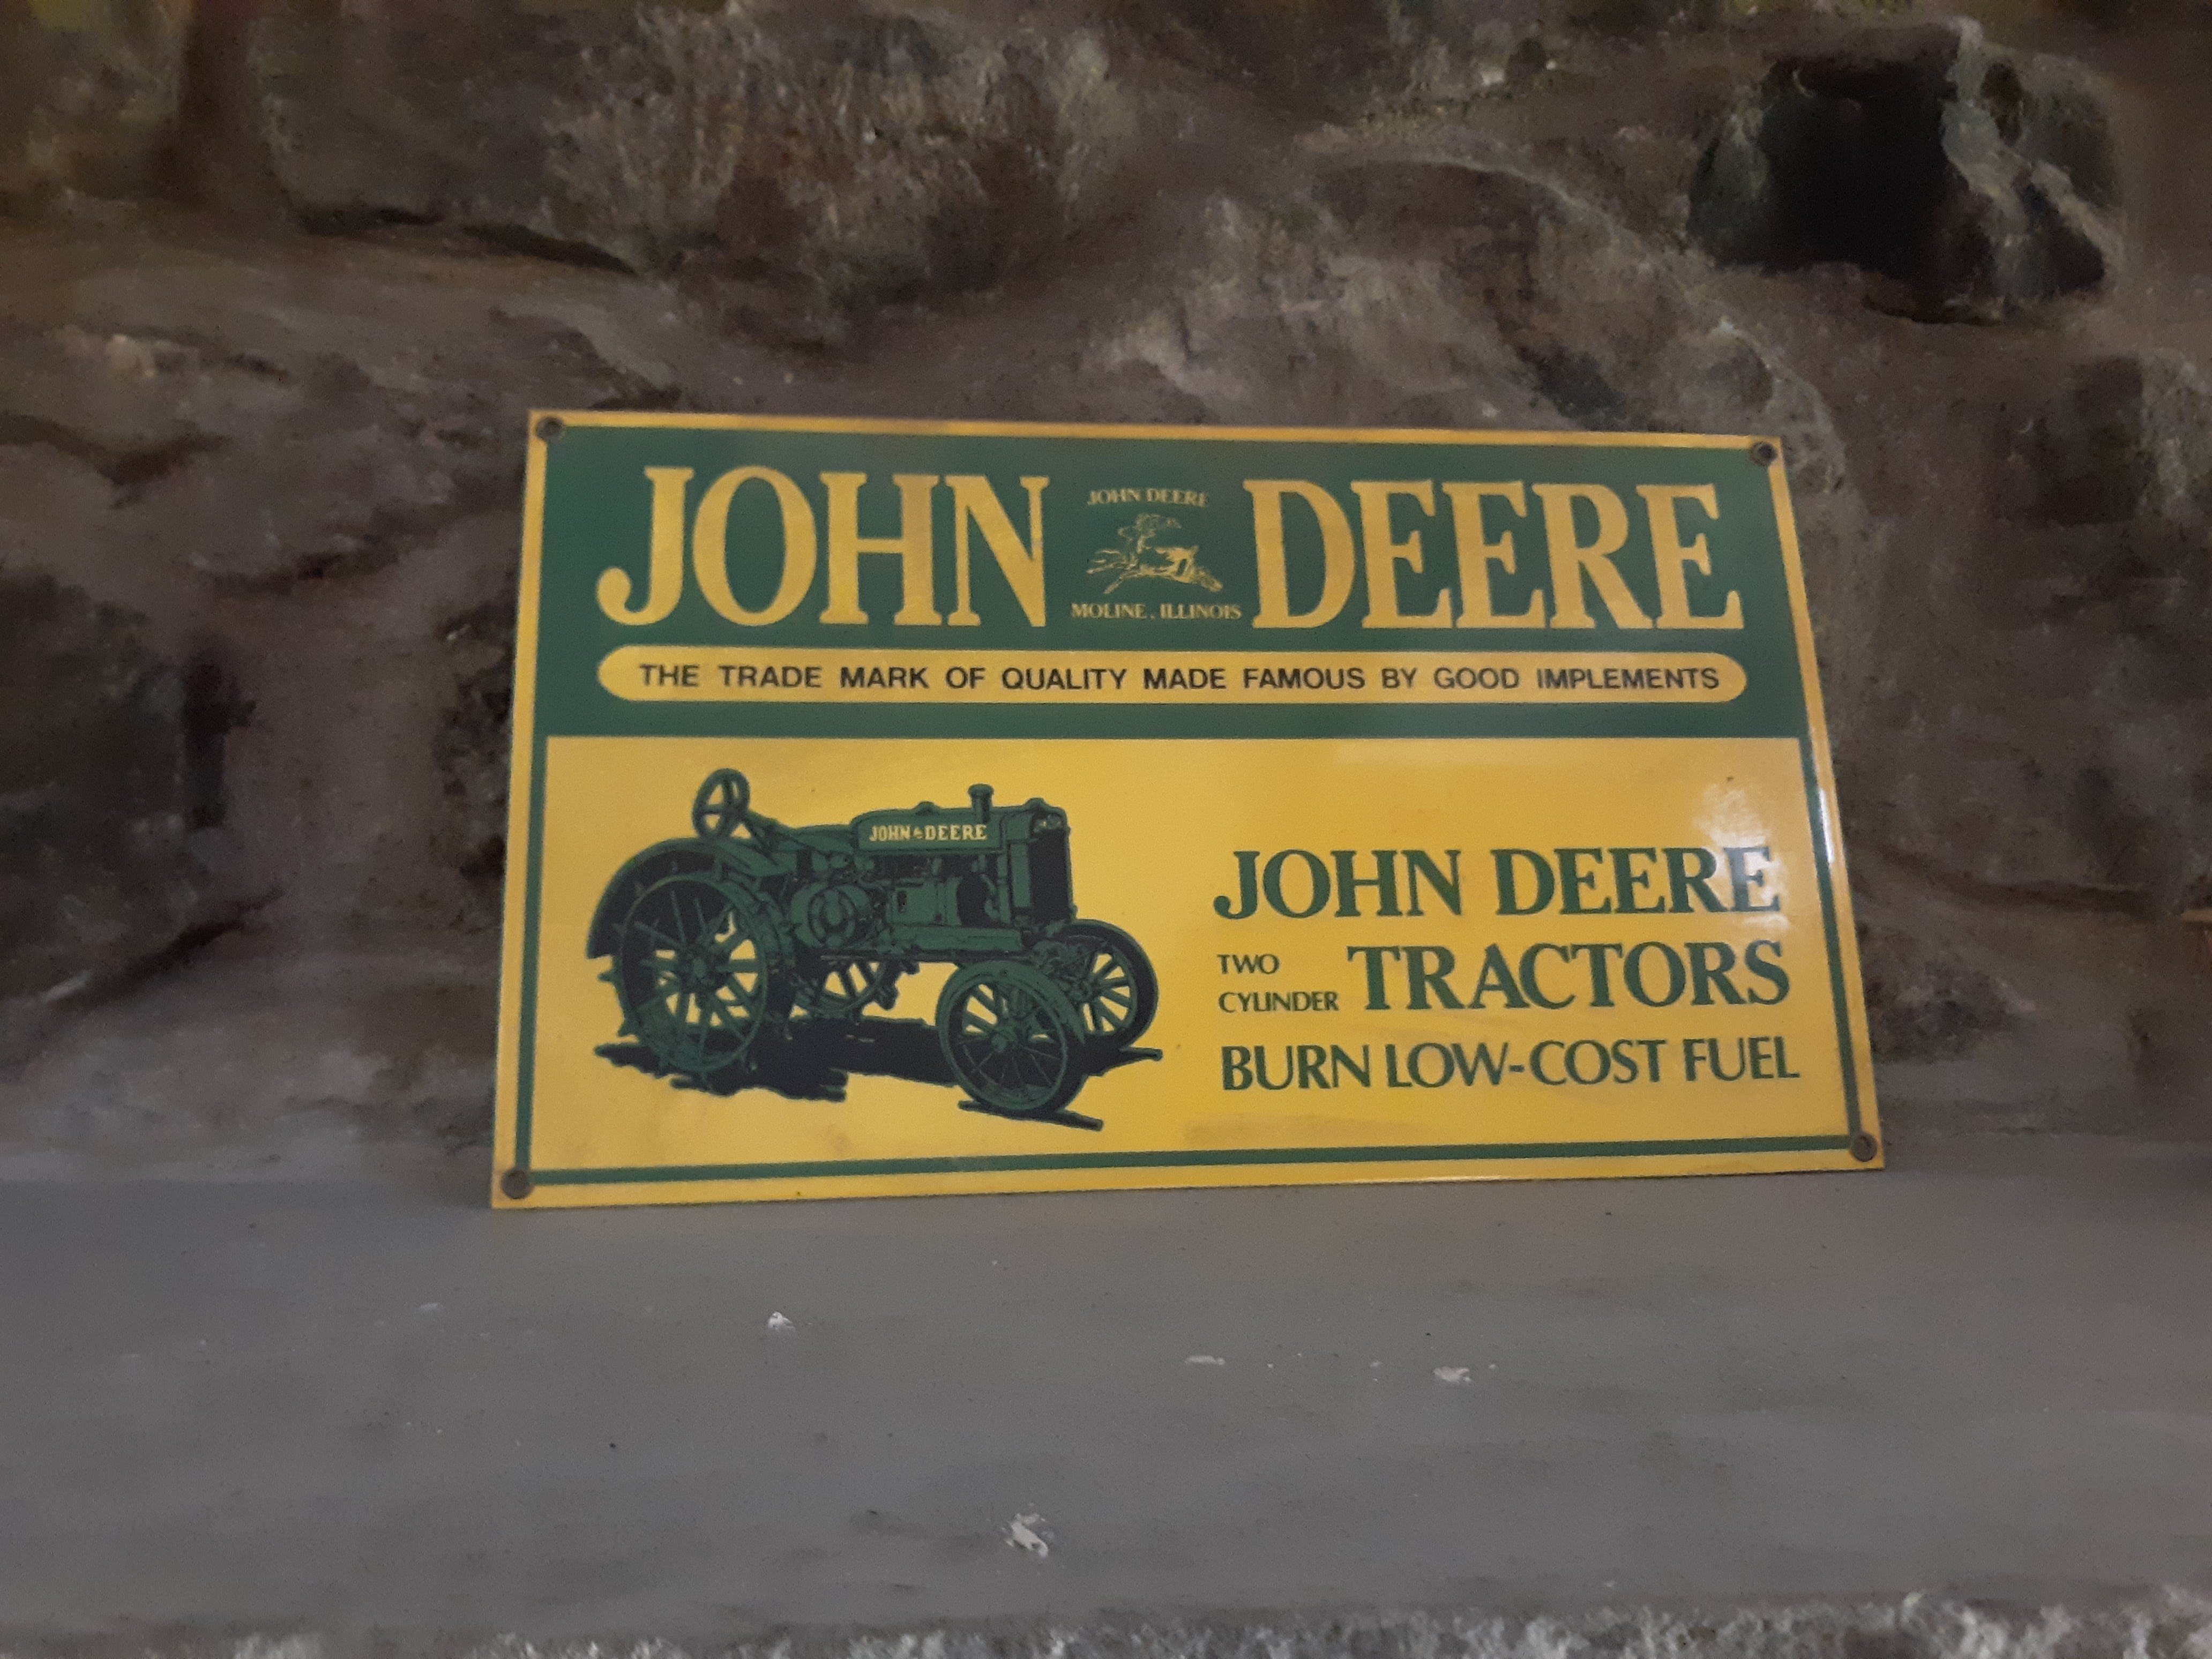 JOHN DEERE
JOHN DEERE
MOLINE, ILLINOIS
THE TRADE MARK OF QUALITY MADE FAMOUS BY GOOD IMPLEMENTS
JOHN DEERE
JOHN DEERE
TWO CYLINDER TRACTORS
BURN LOW-COST FUEL